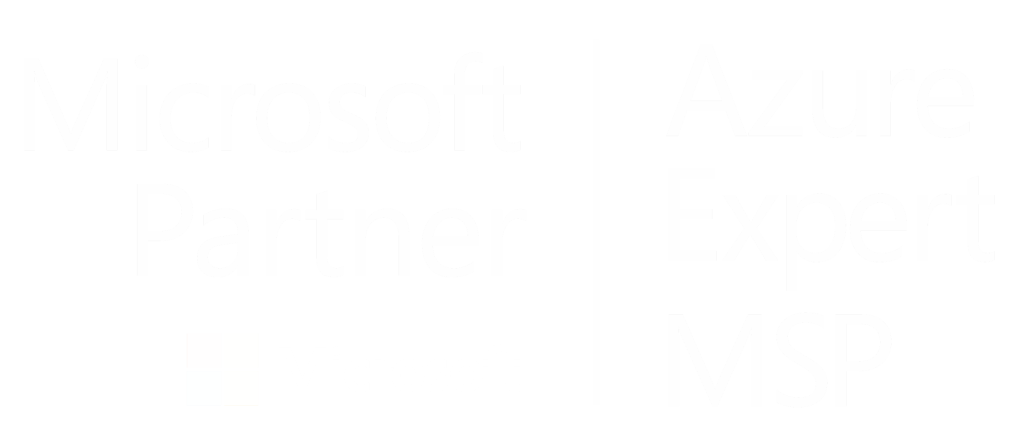 Microsoft
Partner
Azure
Expert
MSP